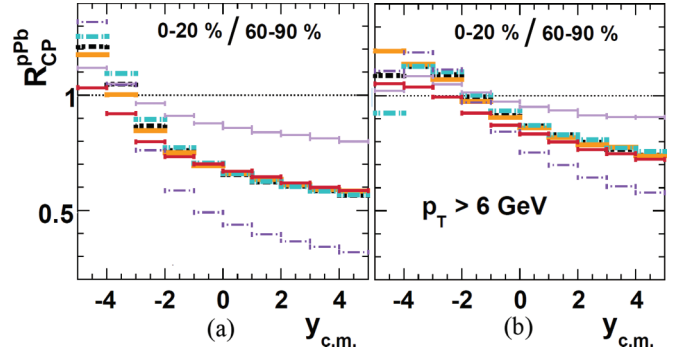 0-20 % / 60-90 %
0-20 % / 60-90 %
R_CP^pPb
1
1
0.5
p_T > 6 GeV
-4 -2 0 2 4
-4 -2 0 2 4
(a) y_c.m.
(b) y_c.m.